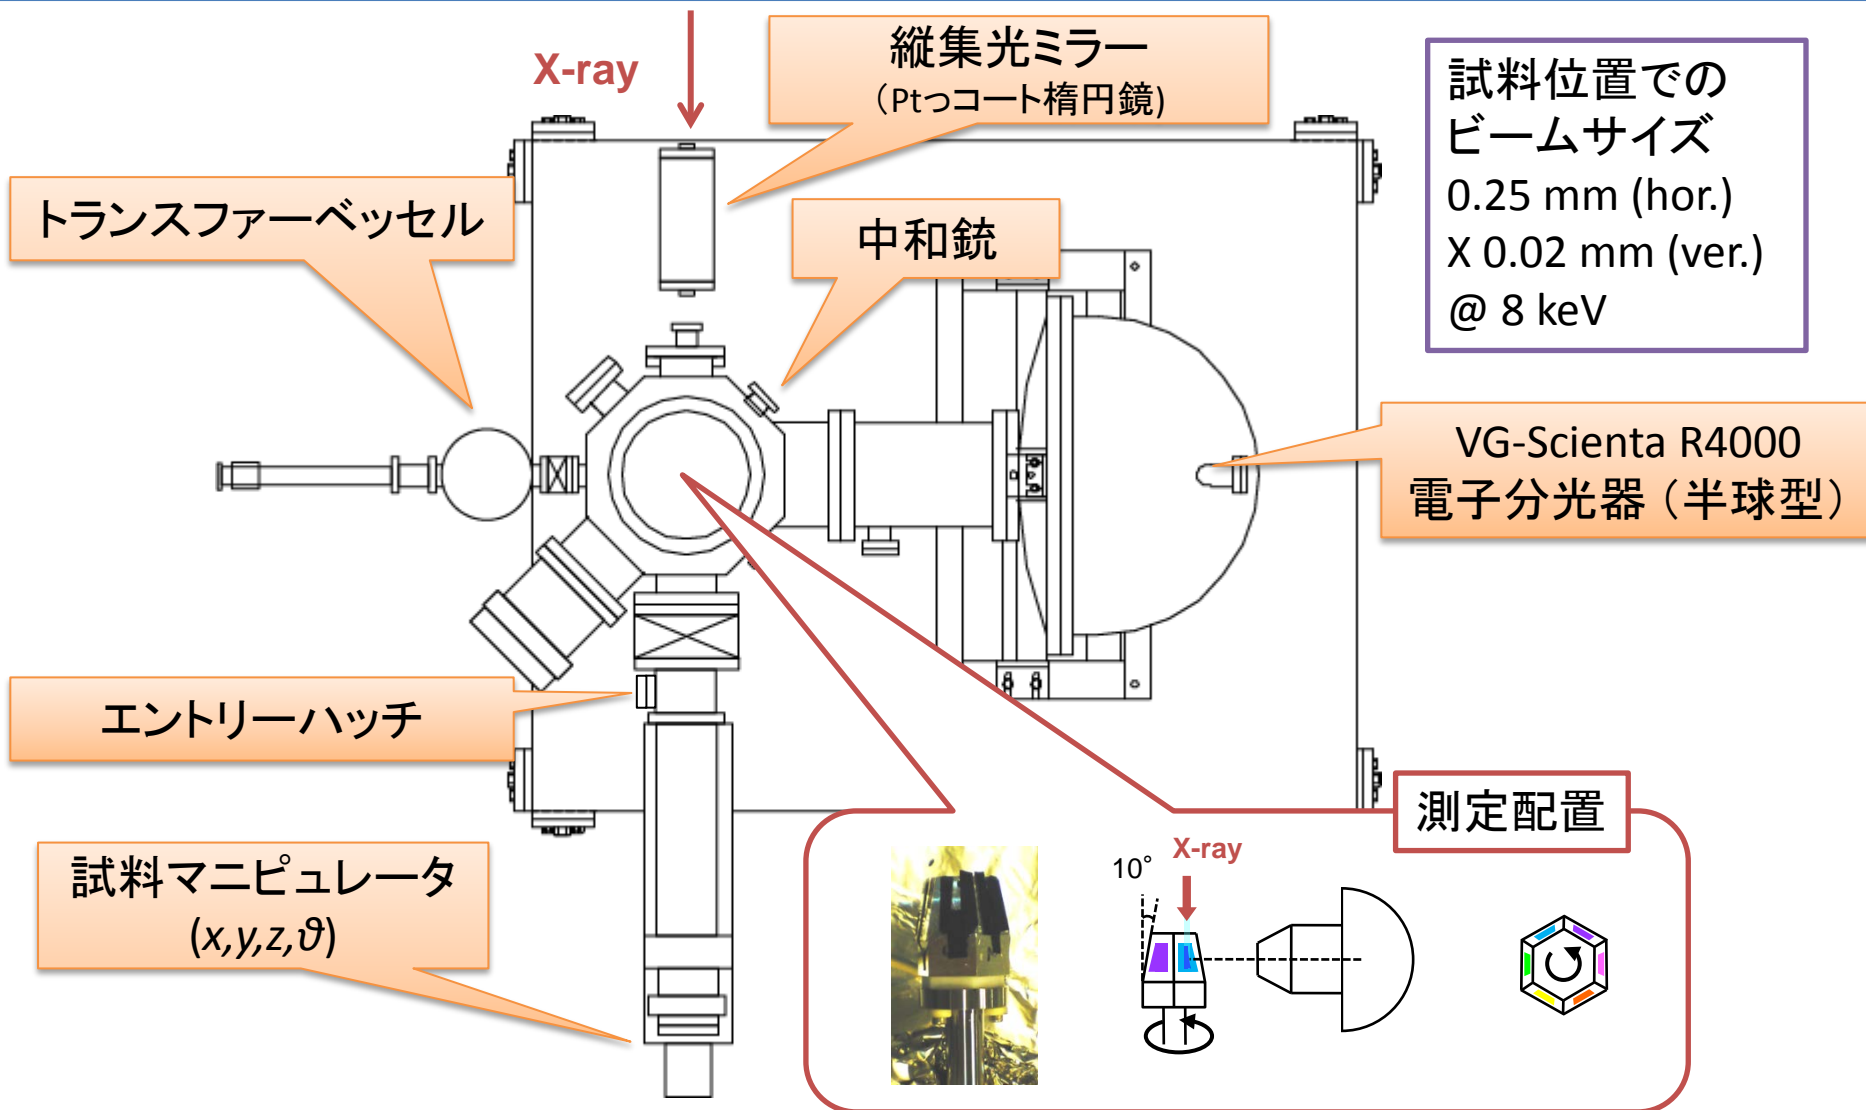 X-ray
縦集光ミラー
（Ptっコート楕円鏡)
試料位置での
ビームサイズ
0.25 mm (hor.)
X 0.02 mm (ver.)
@ 8 keV
トランスファーベッセル
中和銃
VG-Scienta R4000
電子分光器（半球型）
エントリーハッチ
試料マニピュレータ
(x,y,z,ϑ)
測定配置
10°
X-ray